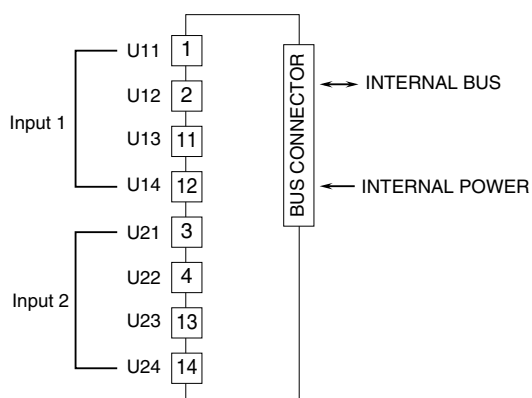 U11 1
U12 2
Input 1
U13 11
U14 12
U21 3
U22 4
Input 2
U23 13
U24 14
BUS CONNECTOR
INTERNAL BUS
INTERNAL POWER